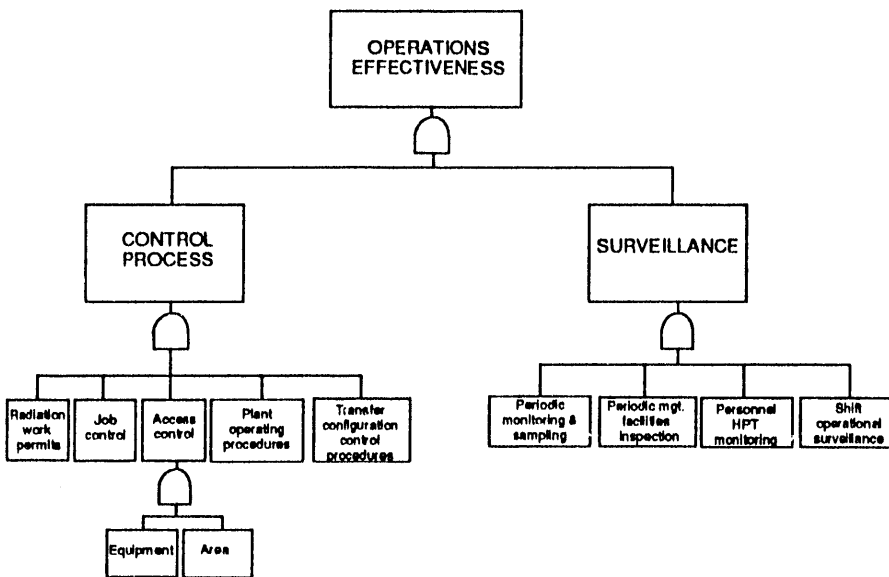 OPERATIONS
EFFECTIVENESS
CONTROL
PROCESS
SURVEILLANCE
Radiation
work
permits
Job
control
Access
control
Plant
operating
procedures
Transfer
configuration
control
procedures
Periodic
monitoring &
sampling
Periodic mgt.
facilities
inspection
Personnel
HPT
monitoring
Shift
operational
surveillance
Equipment
Area